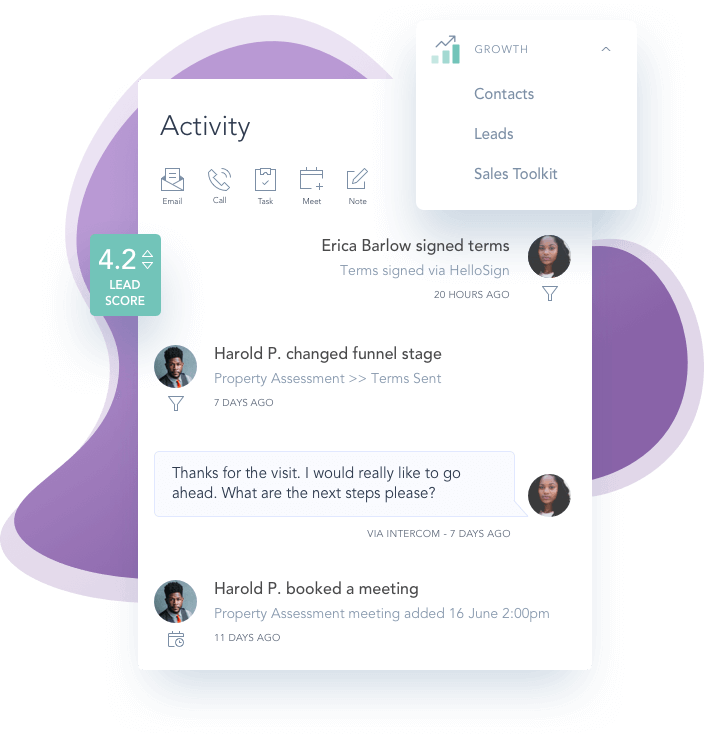 GROWTH
Contacts
Leads
Sales Toolkit
Activity
Email
Call
Task
Meet
Note
4.2
LEAD
SCORE
Erica Barlow signed terms
Terms signed via HelloSign
20 HOURS AGO
Harold P. changed funnel stage
Property Assessment >> Terms Sent
7 DAYS AGO
Thanks for the visit. I would really like to go
ahead. What are the next steps please?
VIA INTERCOM - 7 DAYS AGO
Harold P. booked a meeting
Property Assessment meeting added 16 June 2:00pm
11 DAYS AGO